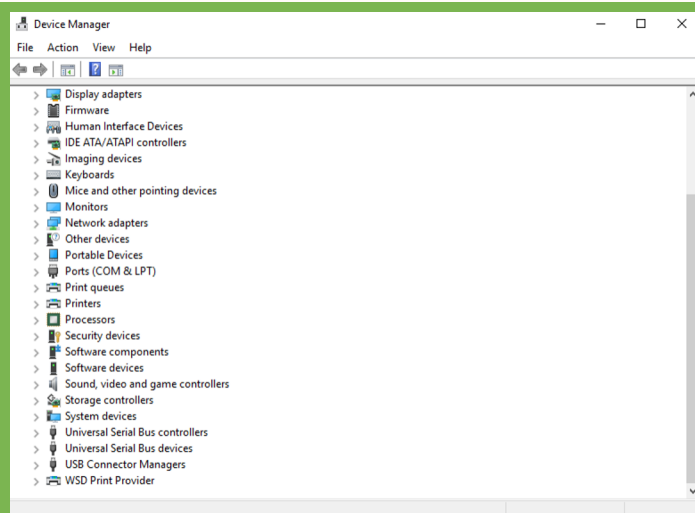 Device Manager
File Action View Help
Display adapters
Firmware
Human Interface Devices
IDE ATA/ATAPI controllers
Imaging devices
Keyboards
Mice and other pointing devices
Monitors
Network adapters
Other devices
Portable Devices
Ports (COM & LPT)
Print queues
Printers
Processors
Security devices
Software components
Software devices
Sound, video and game controllers
Storage controllers
System devices
Universal Serial Bus controllers
Universal Serial Bus devices
USB Connector Managers
WSD Print Provider